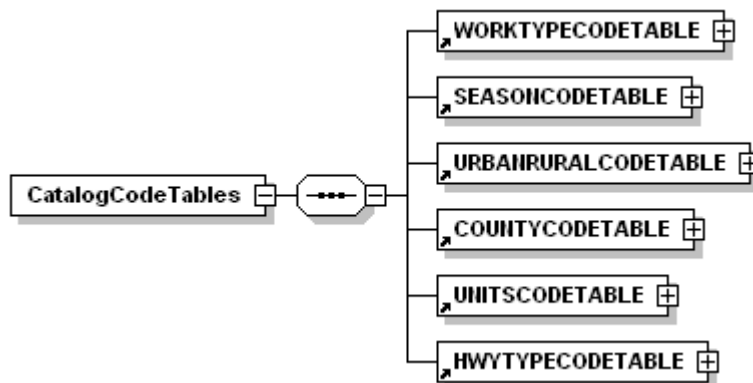 WORKTYPECODETABLE
SEASONCODETABLE
URBANRURALCODETABLE
CatalogCodeTables
COUNTYCODETABLE
UNITSCODETABLE
HWYTYPECODETABLE